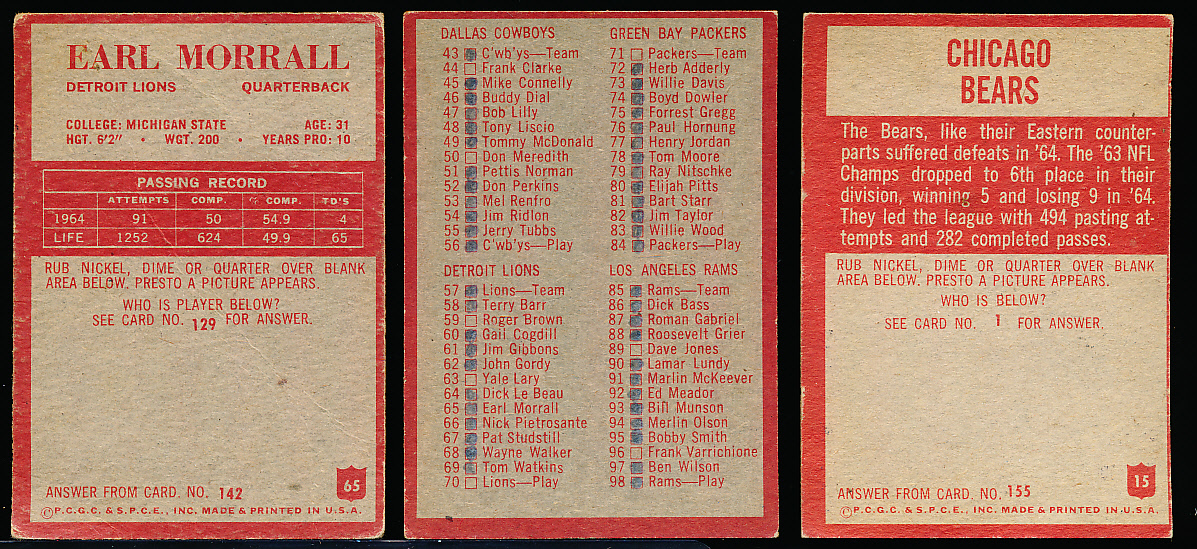 EARL MORRALL
DETROIT LIONS QUARTERBACK
COLLEGE: MICHIGAN STATE AGE: 31
HGT. 6'2" • WGT. 200 • YEARS PRO: 10
PASSING RECORD
ATTEMPTS COMP. % COMP. TD'S
1964 91 50 54.9 4
LIFE 1252 624 49.9 65
RUB NICKEL, DIME OR QUARTER OVER BLANK
AREA BELOW. PRESTO A PICTURE APPEARS.
WHO IS PLAYER BELOW?
SEE CARD NO. 129 FOR ANSWER.
ANSWER FROM CARD. NO. 142
65
©P.C.G.C. & S.P.C.E., INC. MADE & PRINTED IN U.S.A.
DALLAS COWBOYS
43 C'wb'ys—Team
44 Frank Clarke
45 Mike Connelly
46 Buddy Dial
47 Bob Lilly
48 Tony Liscio
49 Tommy McDonald
50 Don Meredith
51 Pettis Norman
52 Don Perkins
53 Mel Renfro
54 Jim Ridlon
55 Jerry Tubbs
56 C'wb'ys—Play
DETROIT LIONS
57 Lions—Team
58 Terry Barr
59 Roger Brown
60 Gail Cogdill
61 Jim Gibbons
62 John Gordy
63 Yale Lary
64 Dick Le Beau
65 Earl Morrall
66 Nick Pietrosante
67 Pat Studstill
68 Wayne Walker
69 Tom Watkins
70 Lions—Play
GREEN BAY PACKERS
71 Packers—Team
72 Herb Adderly
73 Willie Davis
74 Boyd Dowler
75 Forrest Gregg
76 Paul Hornung
77 Henry Jordan
78 Tom Moore
79 Ray Nitschke
80 Elijah Pitts
81 Bart Starr
82 Jim Taylor
83 Willie Wood
84 Packers—Play
LOS ANGELES RAMS
85 Rams—Team
86 Dick Bass
87 Roman Gabriel
88 Roosevelt Grier
89 Dave Jones
90 Lamar Lundy
91 Marlin McKeever
92 Ed Meador
93 Bill Munson
94 Merlin Olson
95 Bobby Smith
96 Frank Varrichione
97 Ben Wilson
98 Rams—Play
CHICAGO
BEARS
The Bears, like their Eastern counter-
parts suffered defeats in '64. The '63 NFL
Champs dropped to 6th place in their
division, winning 5 and losing 9 in '64.
They led the league with 494 pasting at-
tempts and 282 completed passes.
RUB NICKEL, DIME OR QUARTER OVER BLANK
AREA BELOW. PRESTO A PICTURE APPEARS.
WHO IS BELOW?
SEE CARD NO. 1 FOR ANSWER.
ANSWER FROM CARD. NO. 155
15
©P.C.G.C. & S.P.C.E., INC. MADE & PRINTED IN U.S.A.